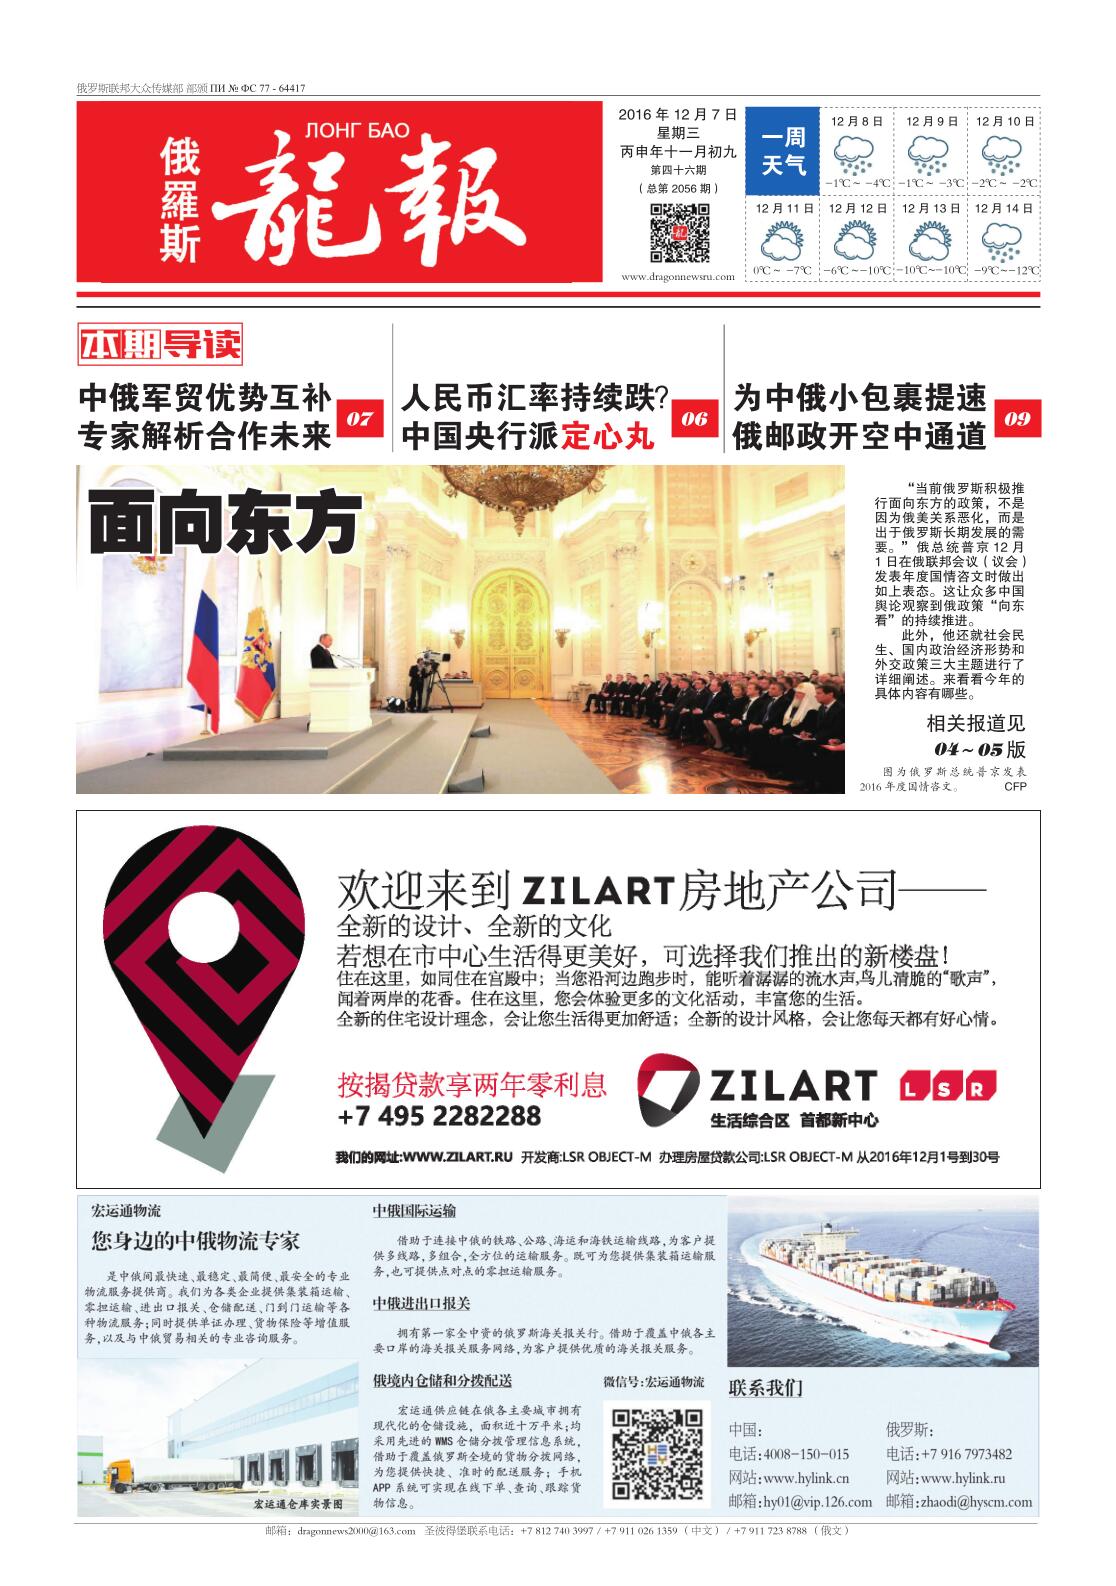 俄罗斯联邦大众传媒部 部颁 ПИ № ФС 77 - 64417
俄羅斯
ЛОНГ БАО
龍報
2016 年 12 月 7 日
星期三
丙申年十一月初九
第四十六期
（总第 2056 期）
www.dragonnewsru.com
一周
天气
12 月 8 日
12 月 9 日
12 月 10 日
-1℃ ~ -4℃
-1℃ ~ -3℃
-2℃ ~ -2℃
12 月 11 日
12 月 12 日
12 月 13 日
12 月 14 日
0℃ ~ -7℃
-6℃ ~-10℃
-10℃~-10℃
-9℃~-12℃
本期导读
中俄军贸优势互补
专家解析合作未来
07
人民币汇率持续跌？
中国央行派定心丸
06
为中俄小包裹提速
俄邮政开空中通道
09
面向东方
“当前俄罗斯积极推
行面向东方的政策，不是
因为俄美关系恶化，而是
出于俄罗斯长期发展的需
要。”俄总统普京 12 月
1 日在俄联邦会议（议会）
发表年度国情咨文时做出
如上表态。这让众多中国
舆论观察到俄政策“向东
看”的持续推进。
此外，他还就社会民
生、国内政治经济形势和
外交政策三大主题进行了
详细阐述。来看看今年的
具体内容有哪些。
相关报道见
04~05 版
图为俄罗斯总统普京发表
2016 年度国情咨文。 CFP
欢迎来到 ZILART 房地产公司——
全新的设计、全新的文化
若想在市中心生活得更美好，可选择我们推出的新楼盘！
住在这里，如同住在宫殿中；当您沿河边跑步时，能听着潺潺的流水声,鸟儿清脆的“歌声”，
闻着两岸的花香。住在这里，您会体验更多的文化活动，丰富您的生活。
全新的住宅设计理念，会让您生活得更加舒适；全新的设计风格，会让您每天都有好心情。
按揭贷款享两年零利息
+7 495 2282288
ZILART
生活综合区 首都新中心
LSR
我们的网址:WWW.ZILART.RU 开发商:LSR OBJECT-M 办理房屋贷款公司:LSR OBJECT-M 从2016年12月1号到30号
宏运通物流
您身边的中俄物流专家
是中俄间最快速、最稳定、最简便、最安全的专业
物流服务提供商。我们为各类企业提供集装箱运输、
零担运输、进出口报关、仓储配送、门到门运输等各
种物流服务；同时提供单证办理、货物保险等增值服
务，以及与中俄贸易相关的专业咨询服务。
宏运通仓库实景图
中俄国际运输
借助于连接中俄的铁路、公路、海运和海铁运输线路，为客户提
供多线路，多组合，全方位的运输服务。既可为您提供集装箱运输服
务，也可提供点对点的零担运输服务。
中俄进出口报关
拥有第一家全中资的俄罗斯海关报关行。借助于覆盖中俄各主
要口岸的海关报关服务网络，为客户提供优质的海关报关服务。
俄境内仓储和分拨配送
宏运通供应链在俄各主要城市拥有
现代化的仓储设施，面积近十万平米；均
采用先进的 WMS 仓储分拨管理信息系统，
借助于覆盖俄罗斯全境的货物分拨网络，
为您提供快捷、准时的配送服务；手机
APP 系统可实现在线下单、查询、跟踪货
物信息。
微信号：宏运通物流
联系我们
中国：
电话：4008-150-015
网站：www.hylink.cn
邮箱：hy01@vip.126.com
俄罗斯：
电话：+7 916 7973482
网站：www.hylink.ru
邮箱：zhaodi@hyscm.com
邮箱：dragonnews2000@163.com 圣彼得堡联系电话：+7 812 740 3997 / +7 911 026 1359（中文）/ +7 911 723 8788（俄文）